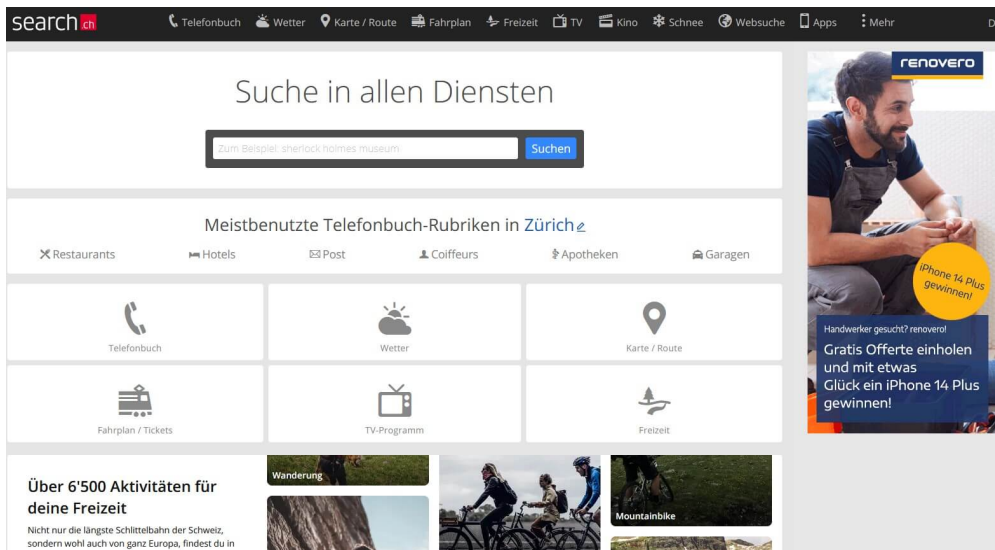 search.ch
Telefonbuch Wetter Karte / Route Fahrplan Freizeit TV Kino Schnee Websuche Apps Mehr D
Suche in allen Diensten
Zum Beispiel: sherlock holmes museum Suchen
Meistbenutzte Telefonbuch-Rubriken in Zürich
Restaurants Hotels Post Coiffeurs Apotheken Garagen
Telefonbuch Wetter Karte / Route
Fahrplan / Tickets TV-Programm Freizeit
Über 6'500 Aktivitäten für
deine Freizeit
Nicht nur die längste Schlittelbahn der Schweiz,
sondern wohl auch von ganz Europa, findest du in
Wanderung
Mountainbike
renovero
iPhone 14 Plus
gewinnen!
Handwerker gesucht? renovero!
Gratis Offerte einholen
und mit etwas
Glück ein iPhone 14 Plus
gewinnen!